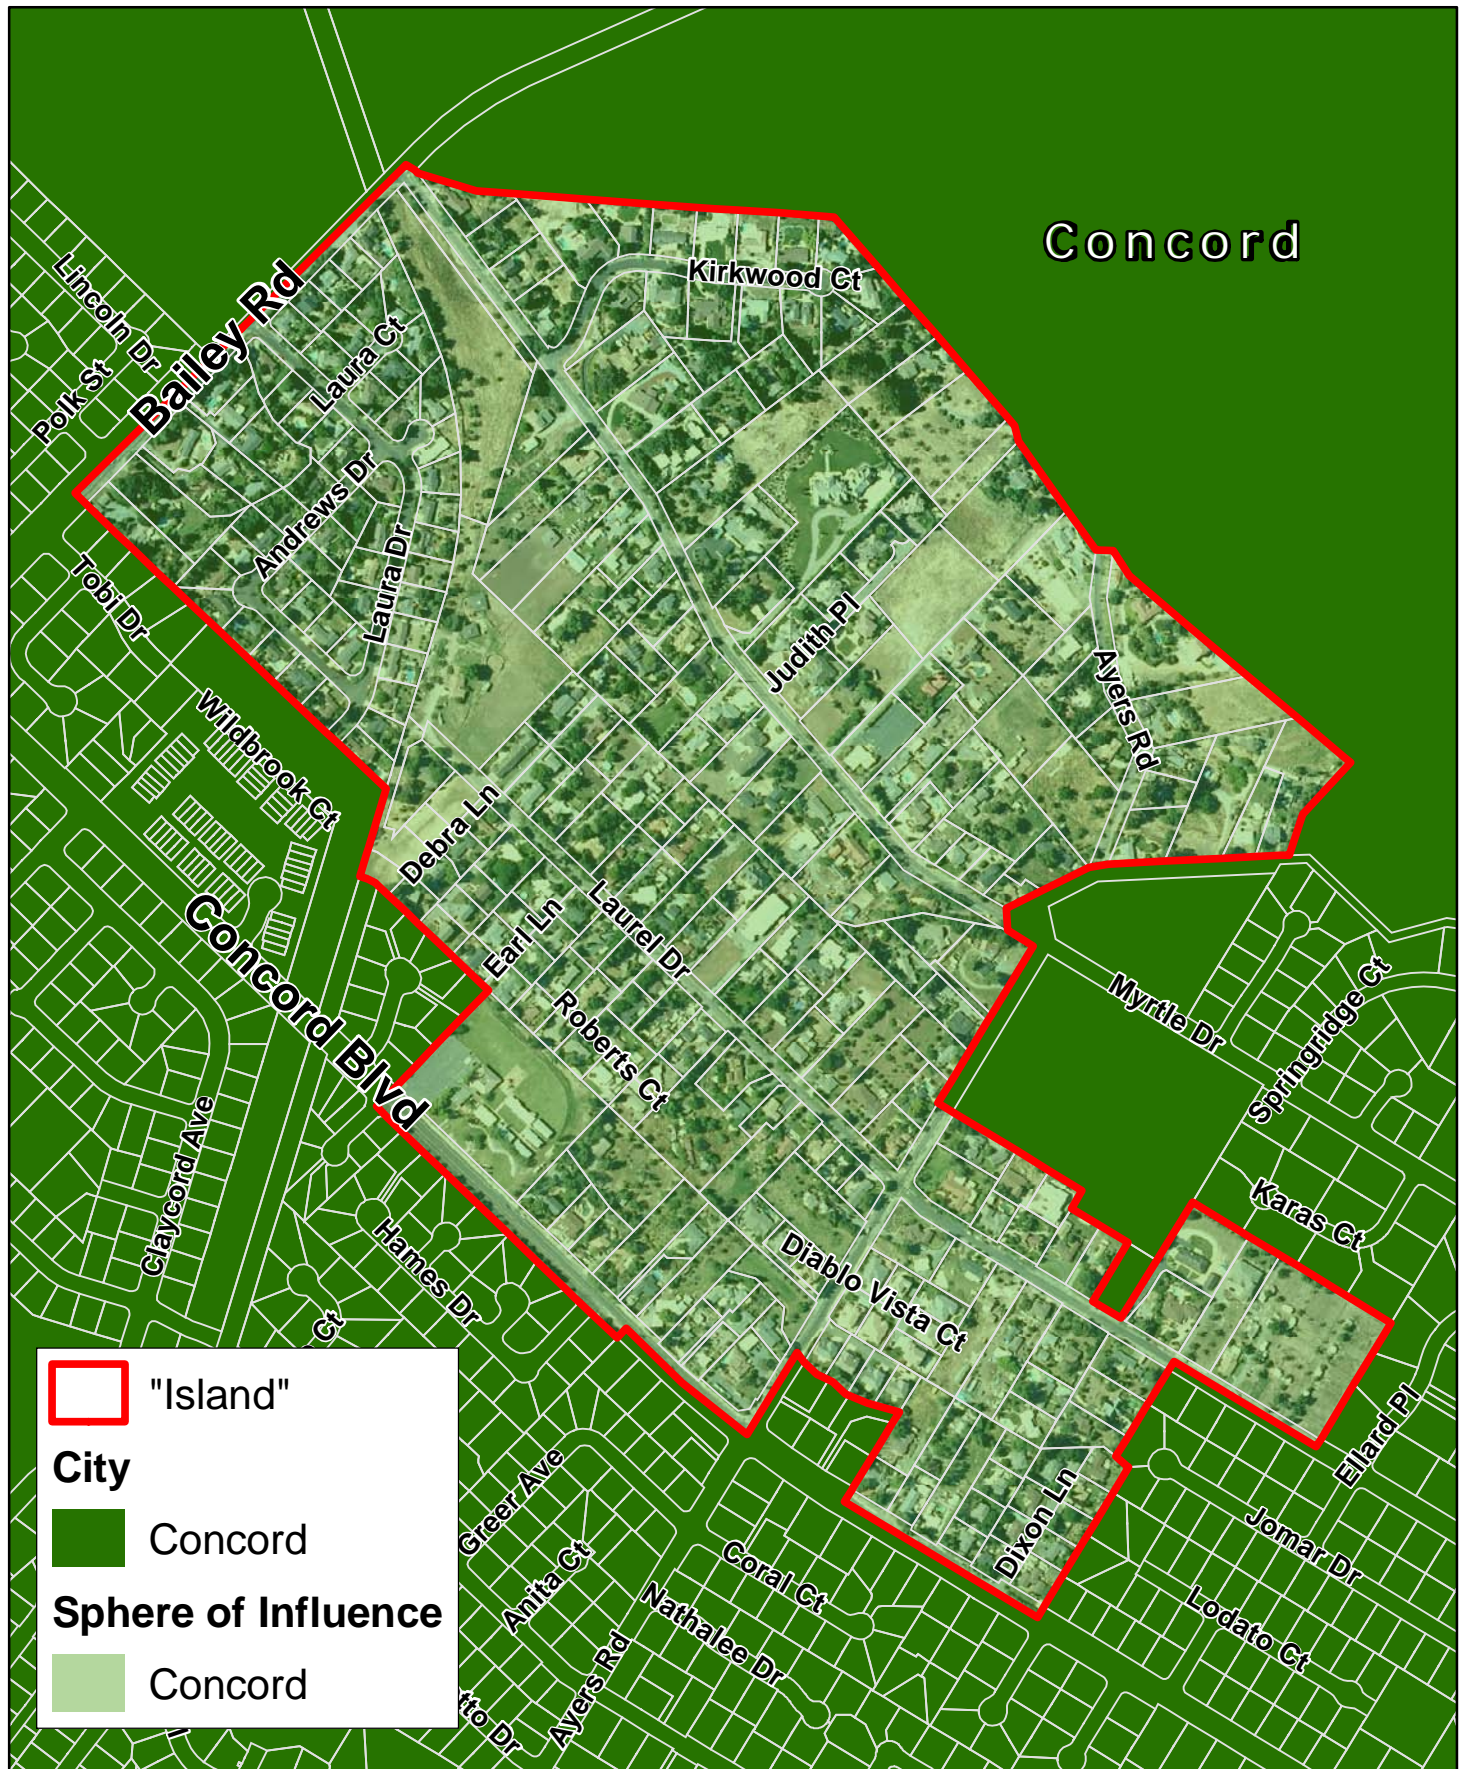 Concord
Kirkwood Ct
Lincoln Dr
Bailey Rd
Laura Ct
Polk St
Andrews Dr
Laura Dr
Tobi Dr
Judith Pl
Ayers Rd
Wildbrook Ct
Debra Ln
Laurel Dr
Earl Ln
Concord Blvd
Roberts Ct
Myrtle Dr
Springridge Ct
Claycord Ave
Karas Ct
Hames Dr
Diablo Vista Ct
Ct
Ellard Pl
Greer Ave
Dixon Ln
Jomar Dr
Coral Ct
Anita Ct
Nathalee Dr
Lodato Ct
Ayers Rd
tto Dr
"Island"
City
Concord
Sphere of Influence
Concord